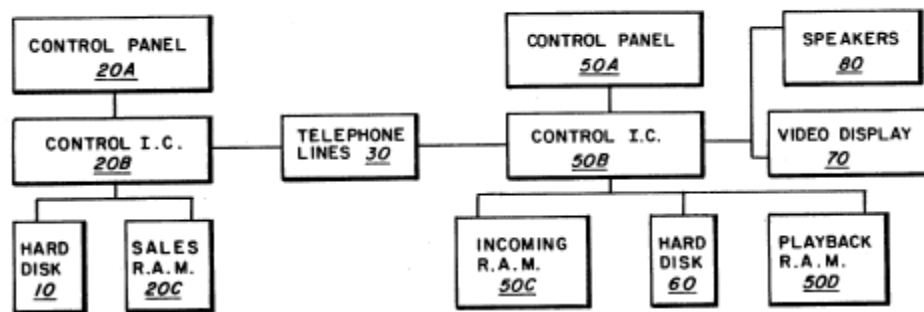 CONTROL PANEL
20A
CONTROL PANEL
50A
SPEAKERS
80
CONTROL I.C.
20B
TELEPHONE
LINES 30
CONTROL I.C.
50B
VIDEO DISPLAY
70
HARD
DISK
10
SALES
R.A.M.
20C
INCOMING
R.A.M.
50C
HARD
DISK
60
PLAYBACK
R.A.M.
50D